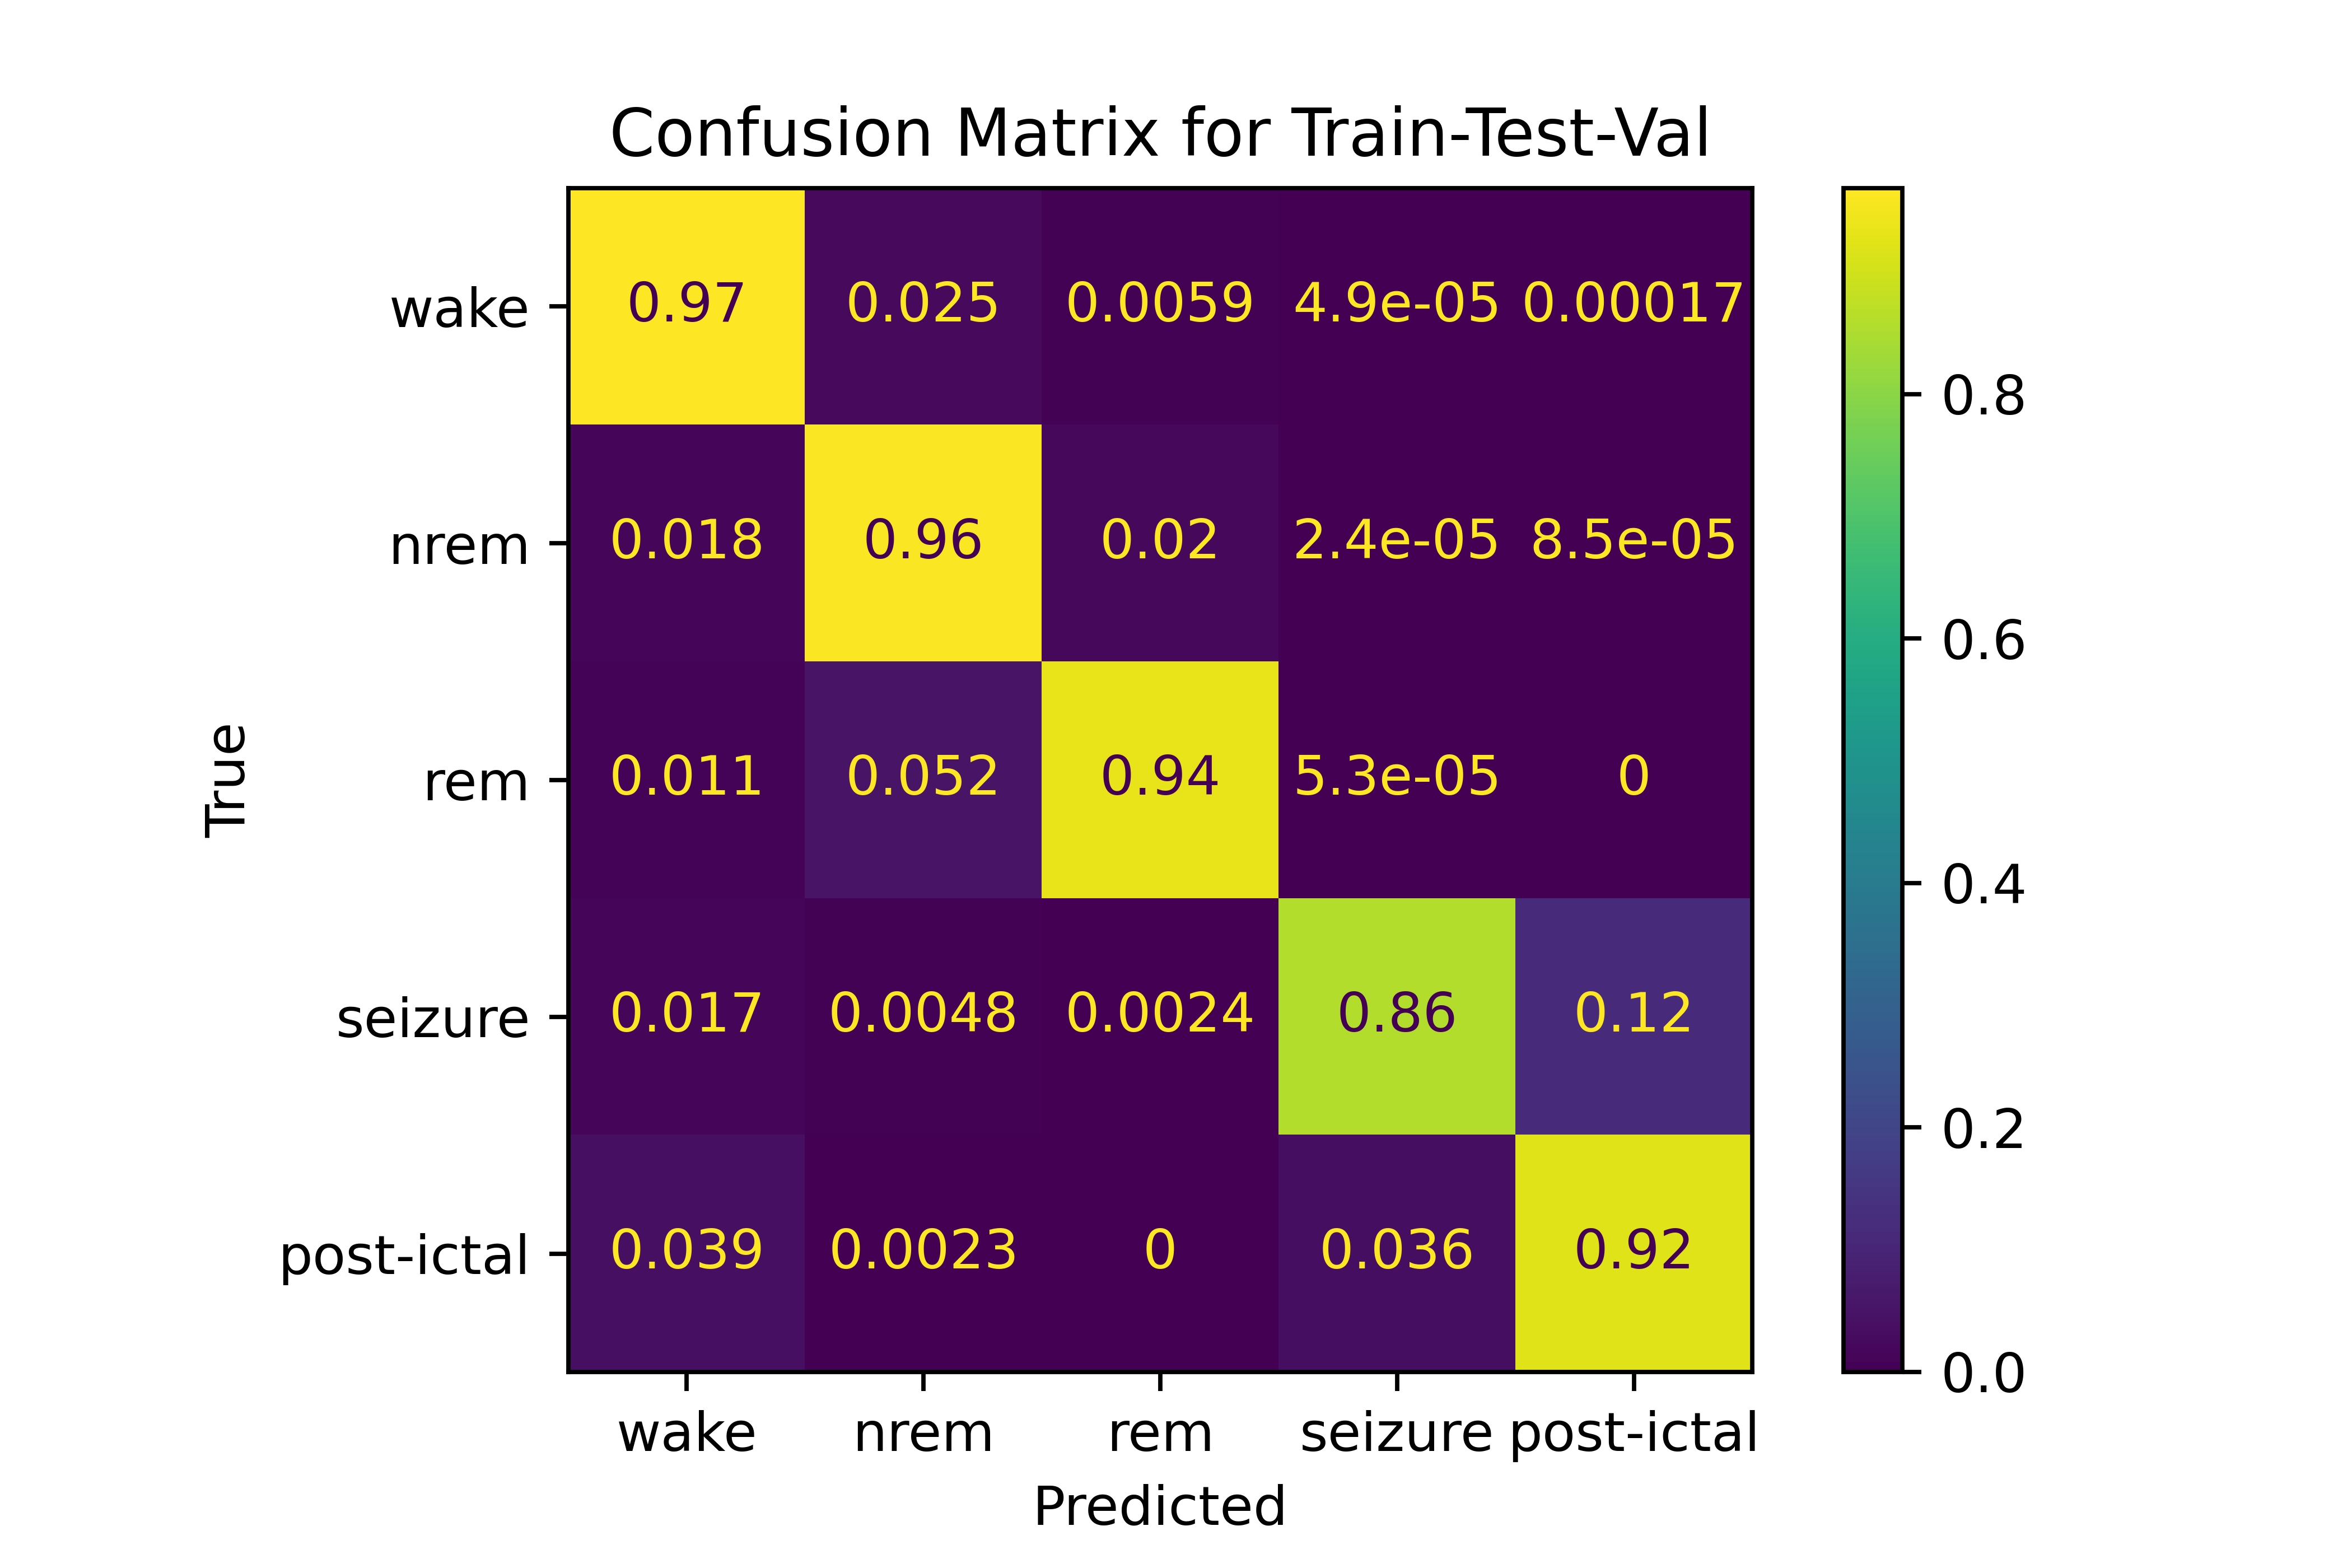 Confusion Matrix for Train-Test-Val
wake 0.97 0.025 0.0059 4.9e-05 0.00017
nrem 0.018 0.96 0.02 2.4e-05 8.5e-05
rem 0.011 0.052 0.94 5.3e-05 0
seizure 0.017 0.0048 0.0024 0.86 0.12
post-ictal 0.039 0.0023 0 0.036 0.92
True
wake nrem rem seizure post-ictal
Predicted
0.8
0.6
0.4
0.2
0.0